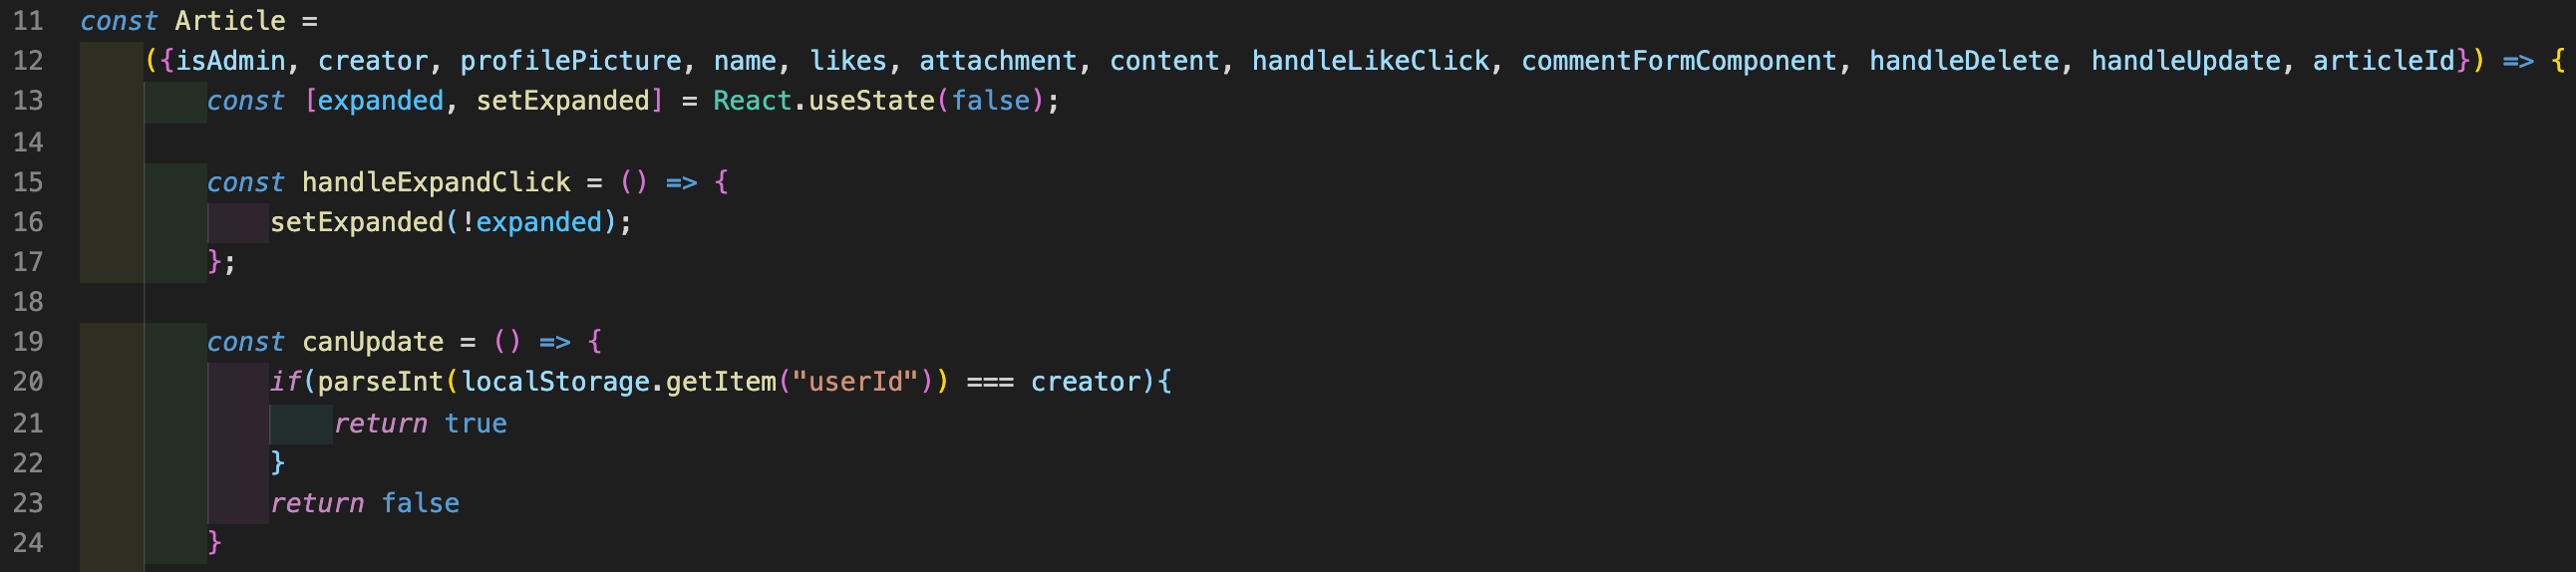 11 const Article =
12 ({isAdmin, creator, profilePicture, name, likes, attachment, content, handleLikeClick, commentFormComponent, handleDelete, handleUpdate, articleId}) => {
13 const [expanded, setExpanded] = React.useState(false);
14
15 const handleExpandClick = () => {
16 setExpanded(!expanded);
17 };
18
19 const canUpdate = () => {
20 if(parseInt(localStorage.getItem("userId")) === creator){
21 return true
22 }
23 return false
24 }